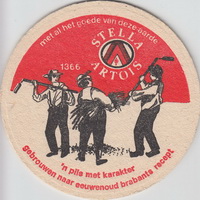 met al het goede van deze aarde
STELLA
ARTOIS
1366
'n pils met karakter
gebrouwen naar eeuwenoud brabants recept